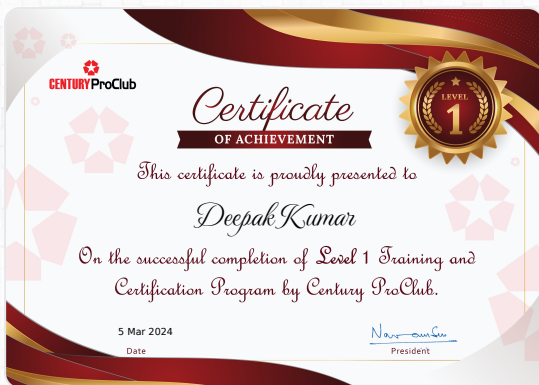 CENTURY ProClub
Certificate
OF ACHIEVEMENT
LEVEL
1
This certificate is proudly presented to
Deepak Kumar
On the successful completion of Level 1 Training and
Certification Program by Century ProClub.
5 Mar 2024
Date
President